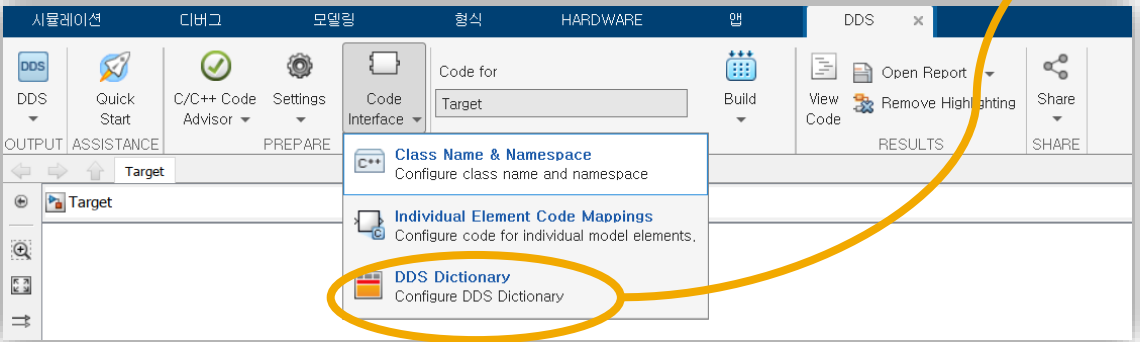 시뮬레이션 디버그 모델링 형식 HARDWARE 앱 DDS
DDS
DDS
Quick
Start
C/C++ Code
Advisor
Settings
Code
Interface
Code for
Target
Build
View
Code
Open Report
Remove Highlighting
Share
OUTPUT ASSISTANCE PREPARE RESULTS SHARE
Target
Target
C++
Class Name & Namespace
Configure class name and namespace
C
Individual Element Code Mappings
Configure code for individual model elements.
DDS Dictionary
Configure DDS Dictionary